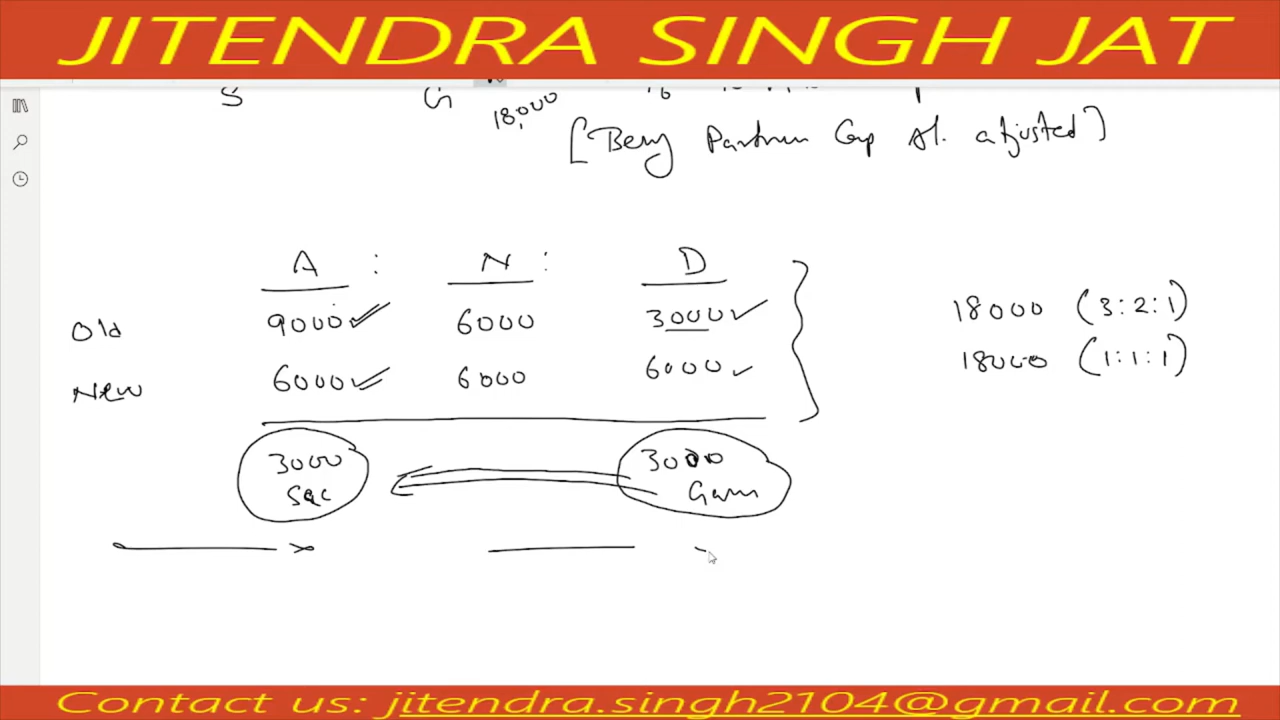 JITENDRA SINGH JAT
S G
18,000
[Beng Partner Cap A/. adjusted]
A : N : D
Old 9000 6000 3000 18000 (3:2:1)
New 6000 6000 6000 18000 (1:1:1)
3000 3000
Sac Gain
Contact us: jitendra.singh2104@gmail.com